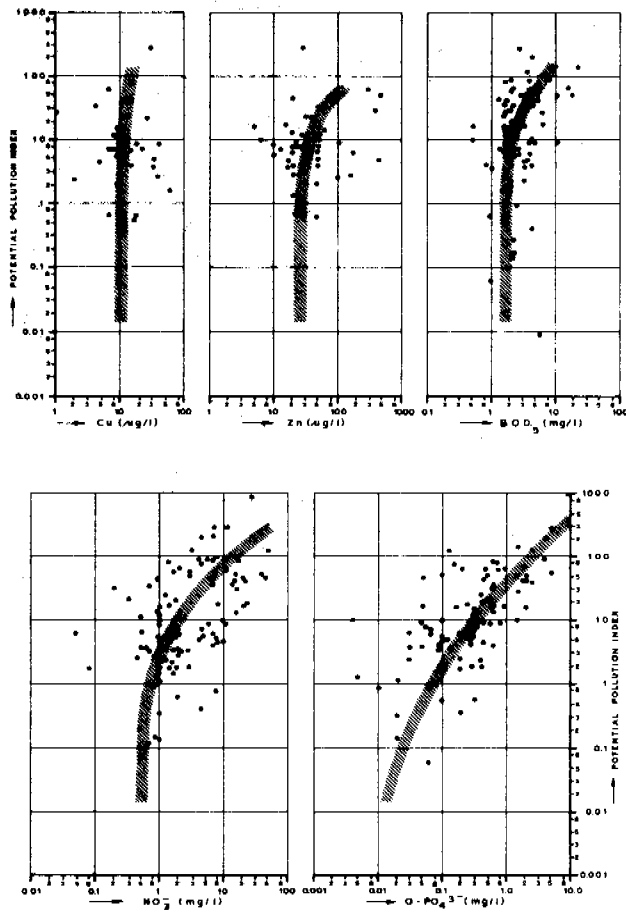 1000
100
10
1
0.1
0.01
0.001
POTENTIAL POLLUTION INDEX
1 10 100
1 10 100 1000
0.1 1.0 10 100
Cu (μg/l)
Zn (μg/l)
BOD5 (mg/l)
1000
100
10
1
0.1
0.01
0.001
POTENTIAL POLLUTION INDEX
0.01 0.1 1.0 10 100
0.001 0.01 0.1 1.0 10.0
NO3⁻ (mg/l)
O-PO4³⁻ (mg/l)